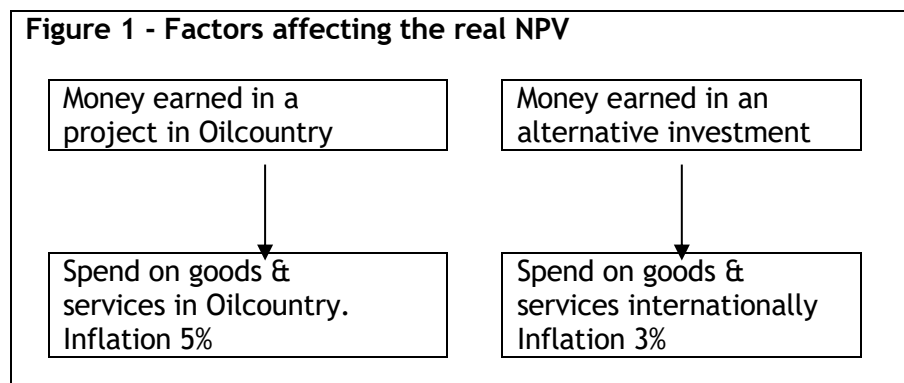 Figure 1 - Factors affecting the real NPV
Money earned in a
project in Oilcountry
Money earned in an
alternative investment
Spend on goods &
services in Oilcountry.
Inflation 5%
Spend on goods &
services internationally
Inflation 3%